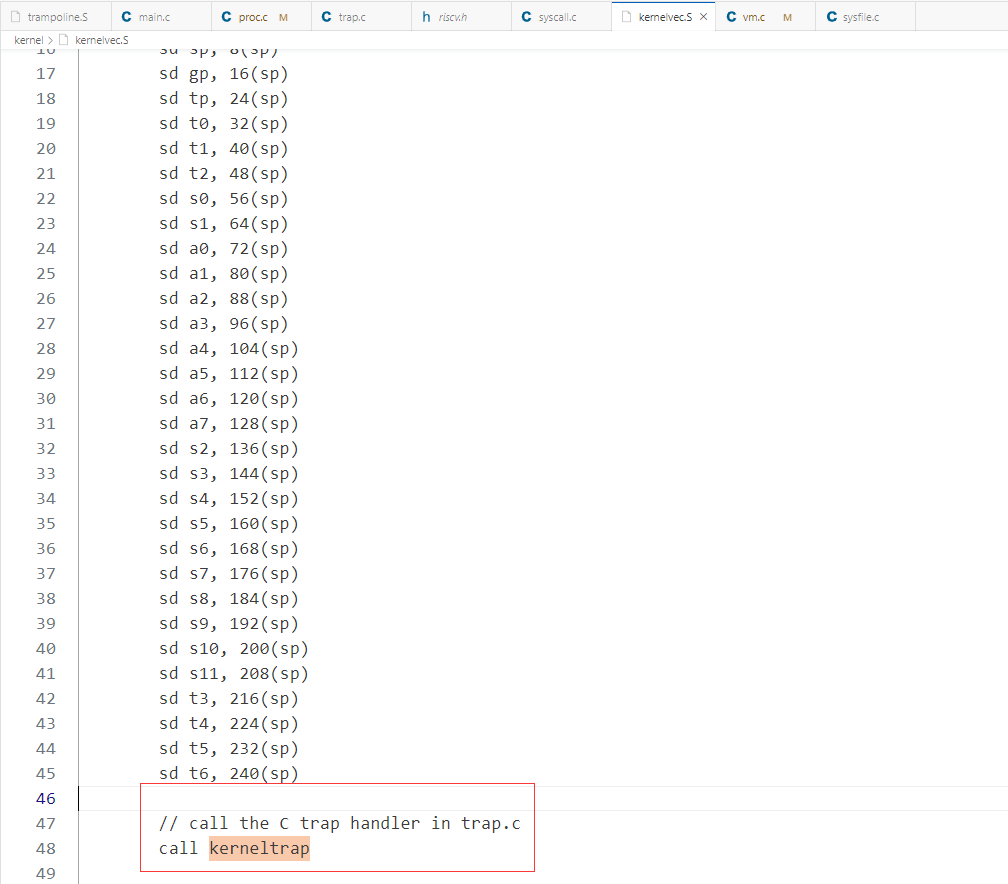 trampoline.S C main.c C proc.c M C trap.c h riscv.h C syscall.c kernelvec.S × C vm.c M C sysfile.c
kernel > kernelvec.S
16 sd sp, 8(sp)
17 sd gp, 16(sp)
18 sd tp, 24(sp)
19 sd t0, 32(sp)
20 sd t1, 40(sp)
21 sd t2, 48(sp)
22 sd s0, 56(sp)
23 sd s1, 64(sp)
24 sd a0, 72(sp)
25 sd a1, 80(sp)
26 sd a2, 88(sp)
27 sd a3, 96(sp)
28 sd a4, 104(sp)
29 sd a5, 112(sp)
30 sd a6, 120(sp)
31 sd a7, 128(sp)
32 sd s2, 136(sp)
33 sd s3, 144(sp)
34 sd s4, 152(sp)
35 sd s5, 160(sp)
36 sd s6, 168(sp)
37 sd s7, 176(sp)
38 sd s8, 184(sp)
39 sd s9, 192(sp)
40 sd s10, 200(sp)
41 sd s11, 208(sp)
42 sd t3, 216(sp)
43 sd t4, 224(sp)
44 sd t5, 232(sp)
45 sd t6, 240(sp)
46
47 // call the C trap handler in trap.c
48 call kerneltrap
49